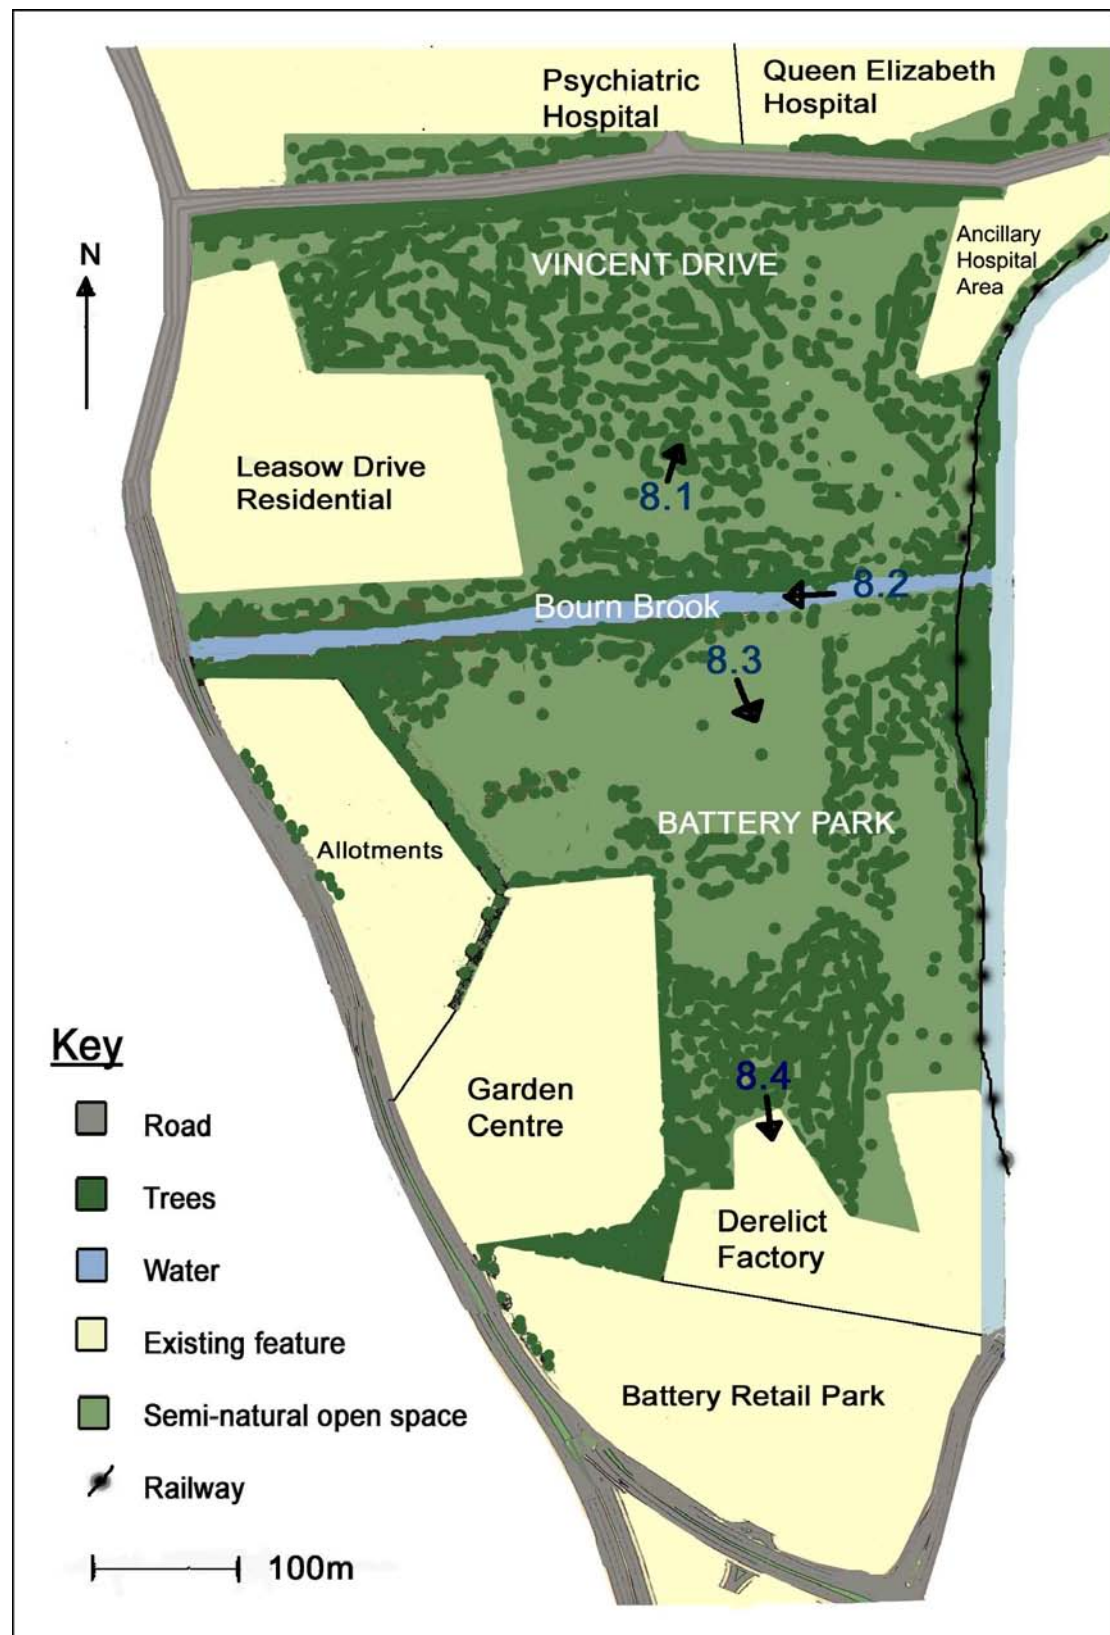 Psychiatric
Hospital
Queen Elizabeth
Hospital
N
VINCENT DRIVE
Ancillary
Hospital
Area
Leasow Drive
Residential
8.1
8.2
Bourn Brook
8.3
BATTERY PARK
Allotments
Key
Road
Trees
Water
Existing feature
Semi-natural open space
Railway
100m
8.4
Garden
Centre
Derelict
Factory
Battery Retail Park